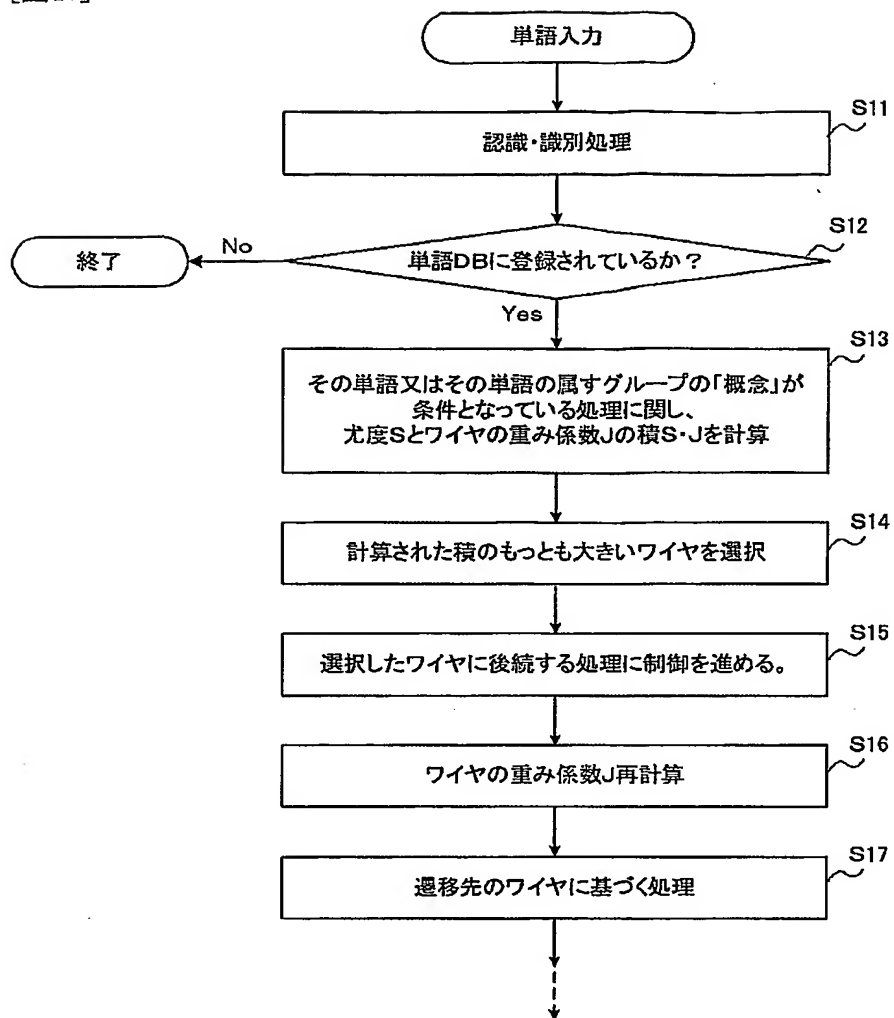 単語入力
S11
認識・識別処理
S12
単語DBに登録されているか?
No
終了
Yes
S13
その単語又はその単語の属すグループの「概念」が
条件となっている処理に関し、
尤度Sとワイヤの重み係数Jの積S・Jを計算
S14
計算された積のもっとも大きいワイヤを選択
S15
選択したワイヤに後続する処理に制御を進める。
S16
ワイヤの重み係数J再計算
S17
遷移先のワイヤに基づく処理